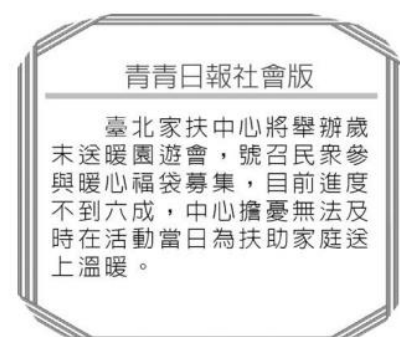 青青日報社會版
臺北家扶中心將舉辦歲
末送暖園遊會，號召民眾參
與暖心福袋募集，目前進度
不到六成，中心擔憂無法及
時在活動當日為扶助家庭送
上溫暖。